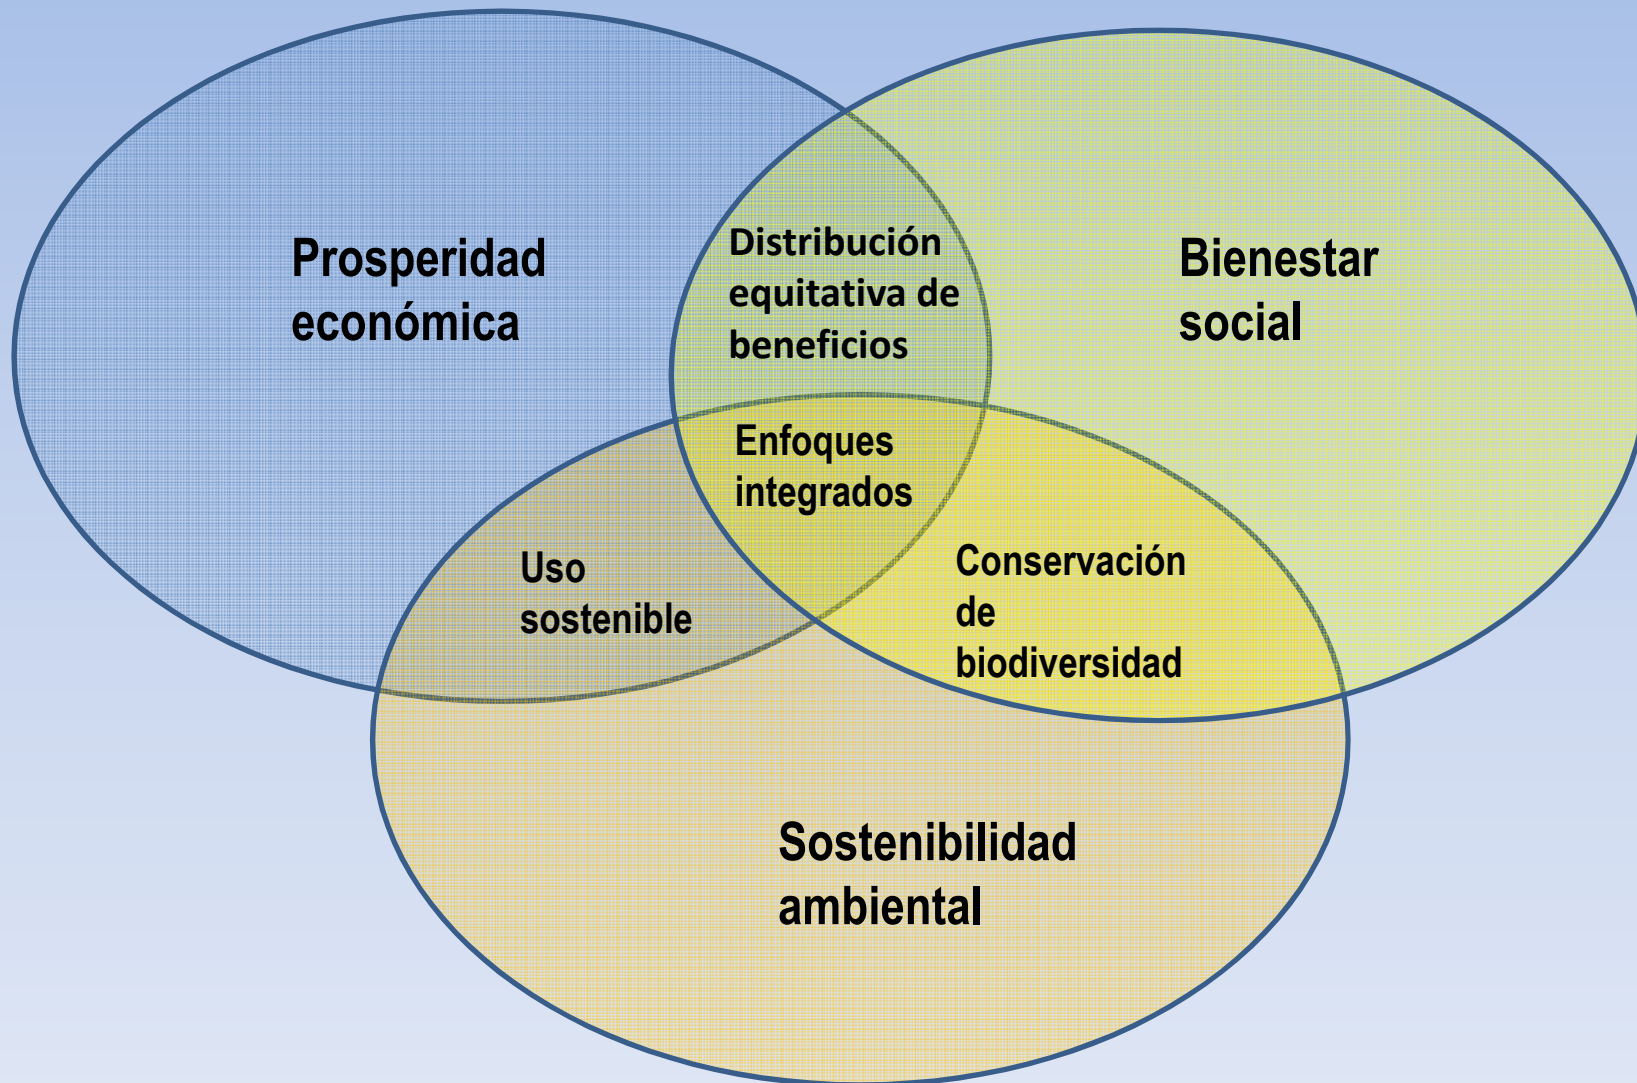 Prosperidad
económica
Distribución
equitativa de
beneficios
Bienestar
social
Enfoques
integrados
Uso
sostenible
Conservación
de
biodiversidad
Sostenibilidad
ambiental